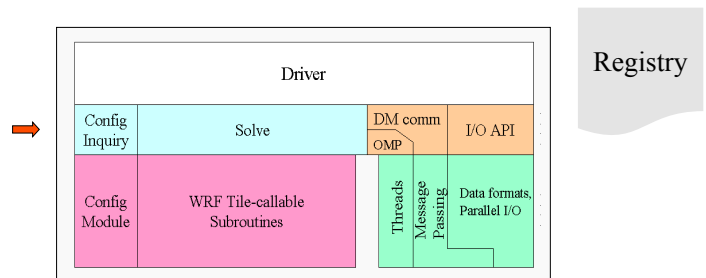 Registry
Driver
Config
Inquiry
Solve
DM comm
OMP
I/O API
Config
Module
WRF Tile-callable
Subroutines
Threads
Message
Passing
Data formats,
Parallel I/O